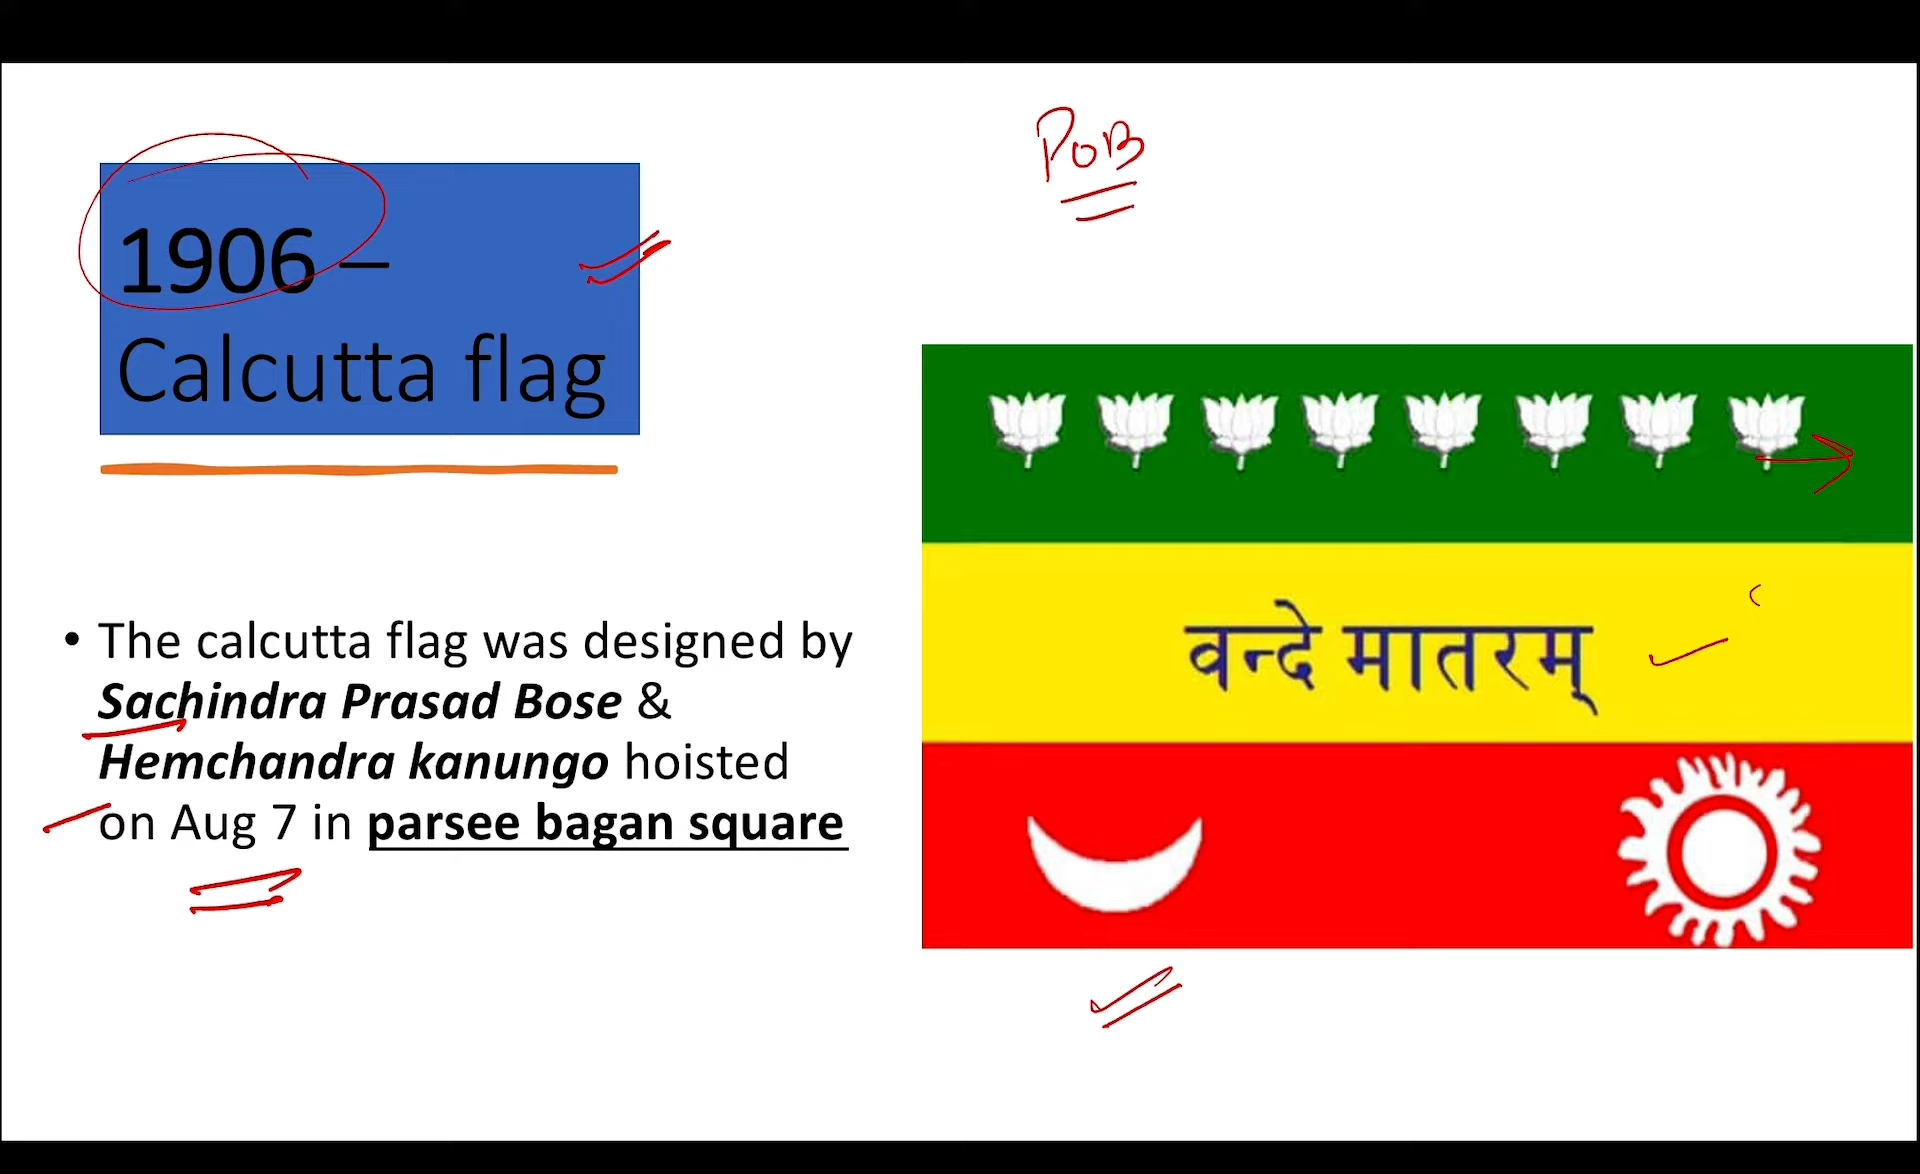 POB
1906 –
Calcutta flag
• The calcutta flag was designed by
Sachindra Prasad Bose &
Hemchandra kanungo hoisted
on Aug 7 in parsee bagan square
वन्दे मातरम्